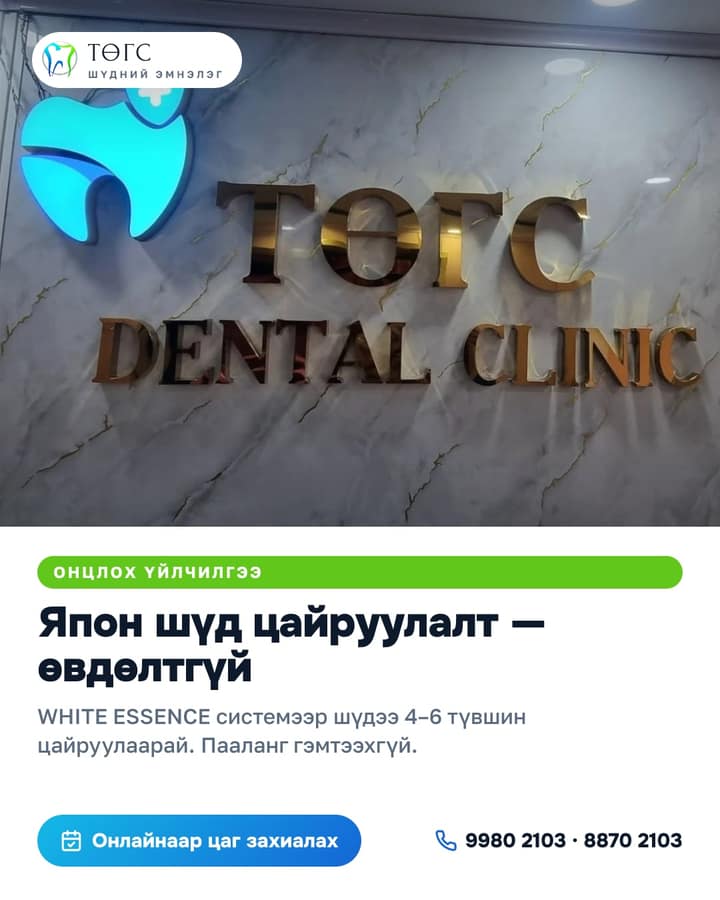 ТӨГС
ШҮДНИЙ ЭМНЭЛЭГ
ТӨГС
DENTAL CLINIC
ОНЦЛОХ ҮЙЛЧИЛГЭЭ
Япон шүд цайруулалт —
өвдөлтгүй
WHITE ESSENCE системээр шүдээ 4–6 түвшин
цайруулаарай. Пааланг гэмтээхгүй.
Онлайнаар цаг захиалах
9980 2103 · 8870 2103